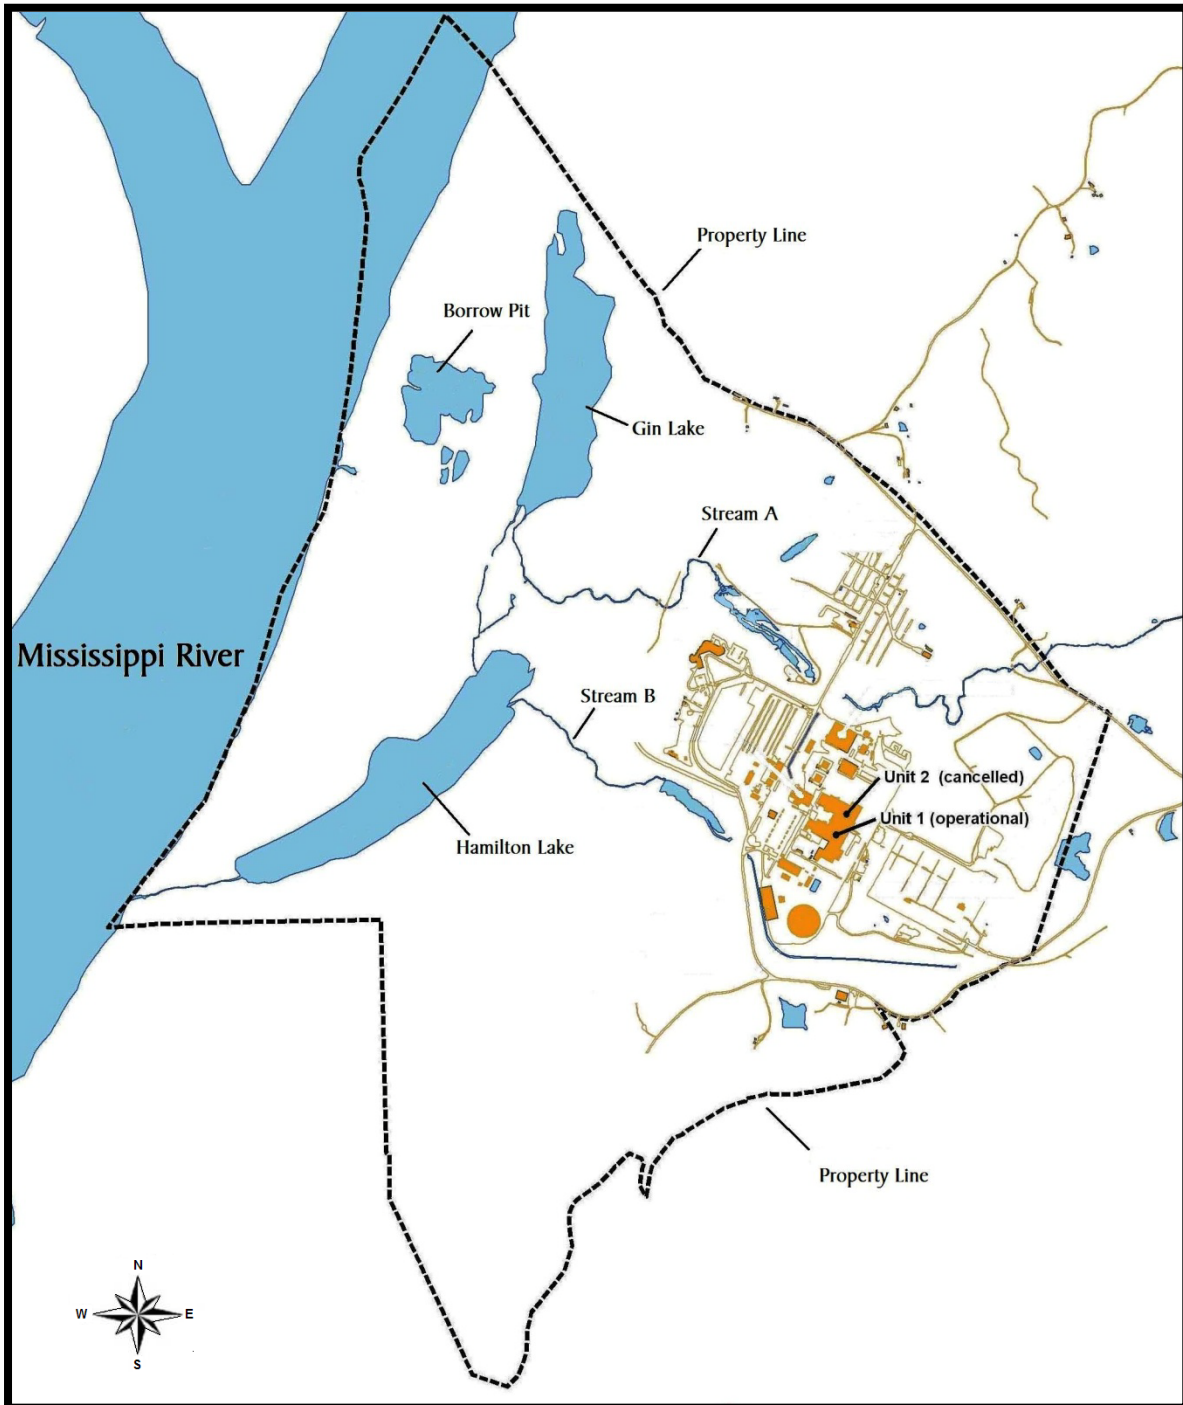 Property Line
Borrow Pit
Gin Lake
Stream A
Mississippi River
Stream B
Unit 2 (cancelled)
Unit 1 (operational)
Hamilton Lake
Property Line
N
W
E
S